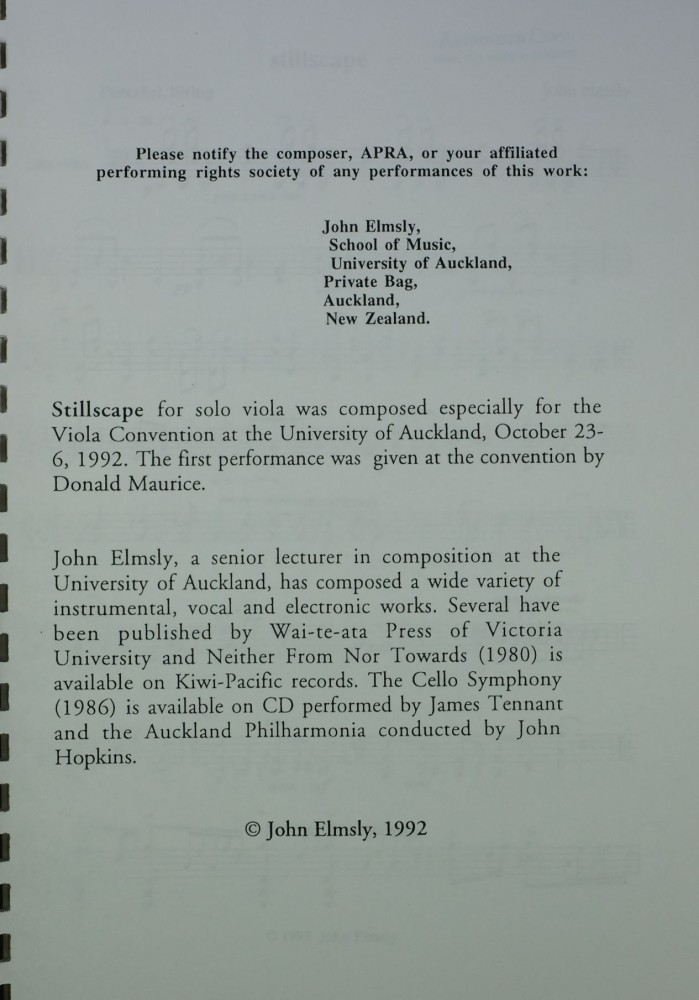 Please notify the composer, APRA, or your affiliated
performing rights society of any performances of this work:
John Elmsly,
School of Music,
University of Auckland,
Private Bag,
Auckland,
New Zealand.
Stillscape for solo viola was composed especially for the
Viola Convention at the University of Auckland, October 23-
6, 1992. The first performance was given at the convention by
Donald Maurice.
John Elmsly, a senior lecturer in composition at the
University of Auckland, has composed a wide variety of
instrumental, vocal and electronic works. Several have
been published by Wai-te-ata Press of Victoria
University and Neither From Nor Towards (1980) is
available on Kiwi-Pacific records. The Cello Symphony
(1986) is available on CD performed by James Tennant
and the Auckland Philharmonia conducted by John
Hopkins.
© John Elmsly, 1992